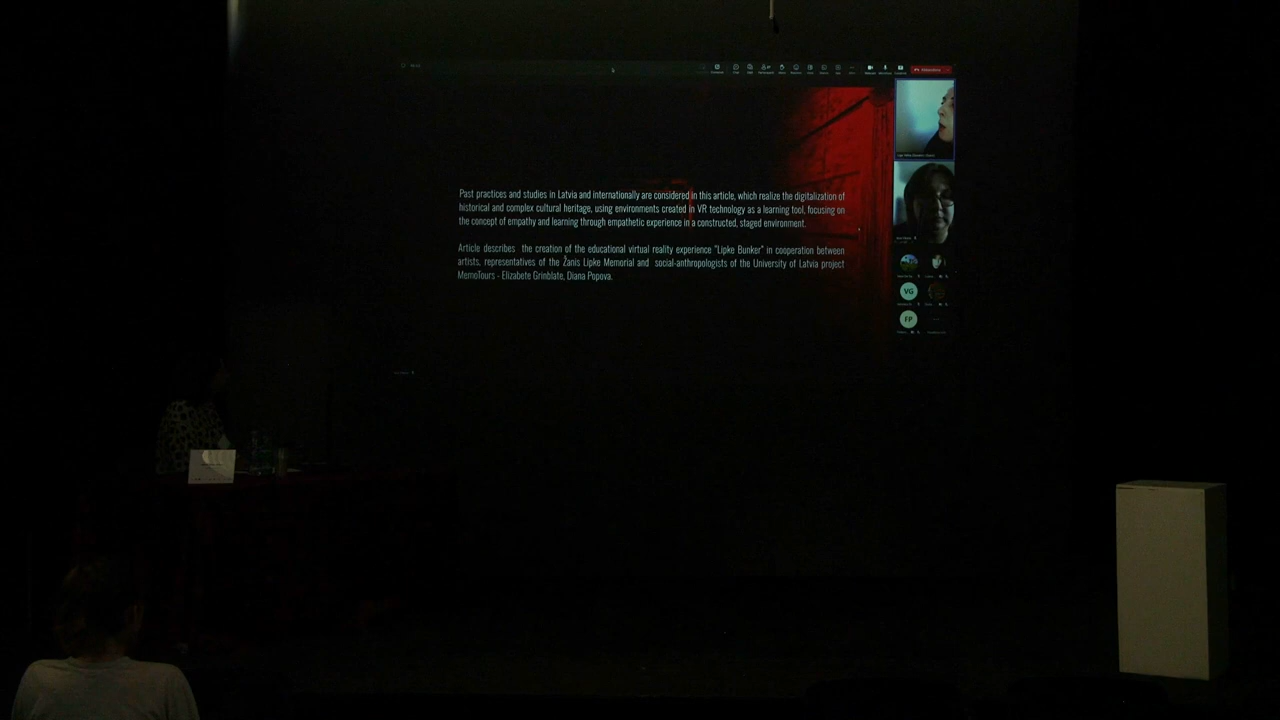 Past practices and studies in Latvia and internationally are considered in this article, which realize the digitalization of
historical and complex cultural heritage, using environments created in VR technology as a learning tool, focusing on
the concept of empathy and learning through empathetic experience in a constructed, staged environment.
Article describes the creation of the educational virtual reality experience "Lipke Bunker" in cooperation between
artists, representatives of the Žanis Lipke Memorial and social-anthropologists of the University of Latvia project
MemoTours - Elizabete Grinblate, Diana Popova.
VG
FP